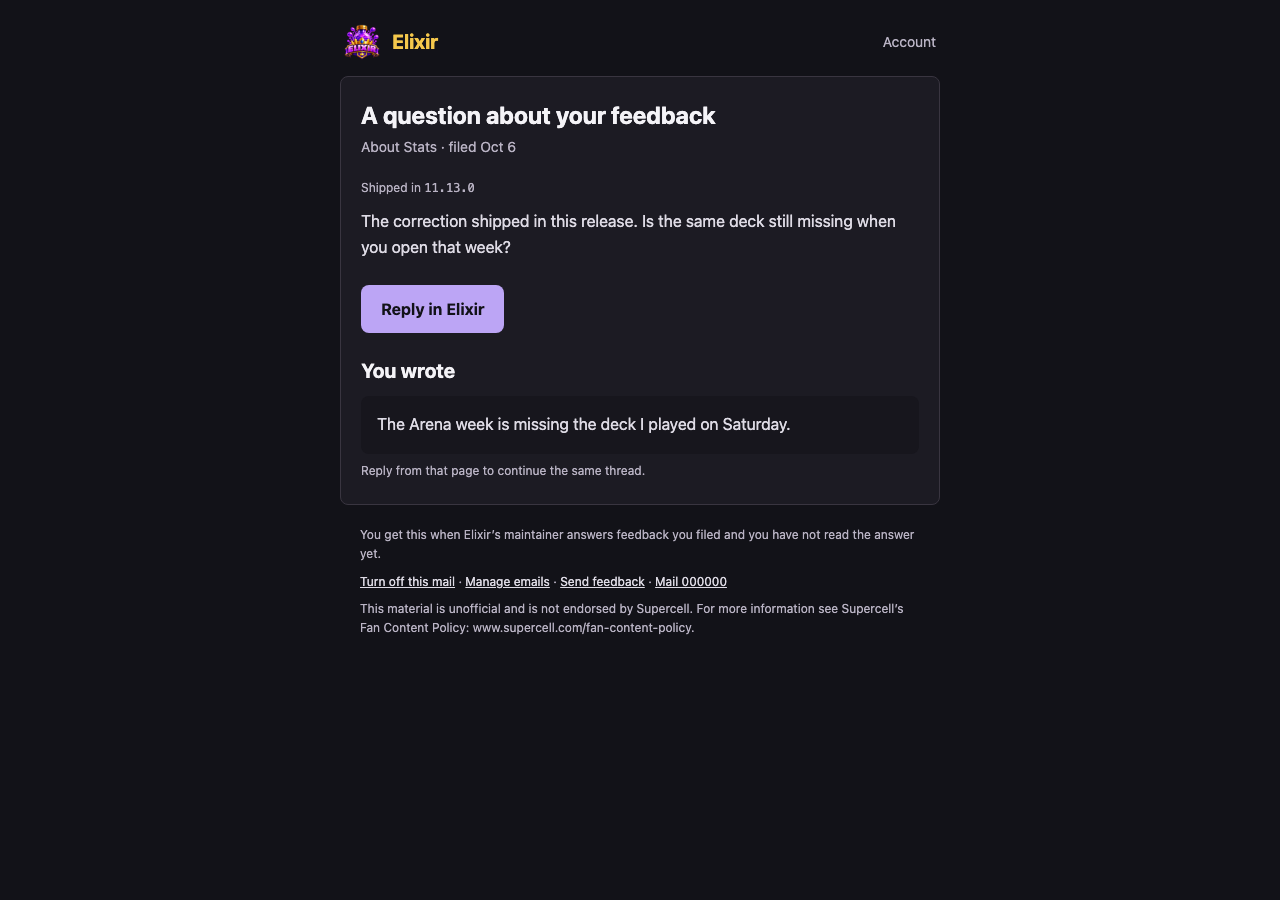 ELIXIR
Elixir
Account
A question about your feedback
About Stats · filed Oct 6
Shipped in 11.13.0
The correction shipped in this release. Is the same deck still missing when
you open that week?
Reply in Elixir
You wrote
The Arena week is missing the deck I played on Saturday.
Reply from that page to continue the same thread.
You get this when Elixir’s maintainer answers feedback you filed and you have not read the answer
yet.
Turn off this mail · Manage emails · Send feedback · Mail 000000
This material is unofficial and is not endorsed by Supercell. For more information see Supercell’s
Fan Content Policy: www.supercell.com/fan-content-policy.